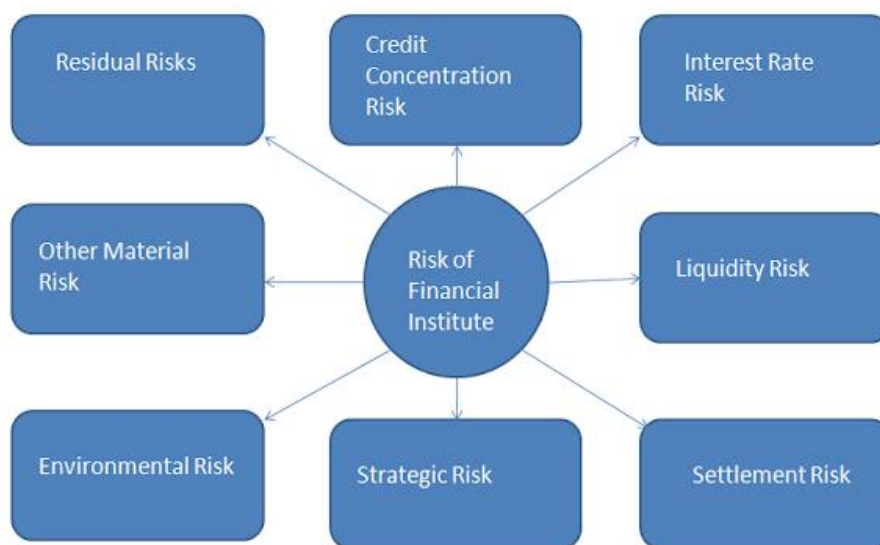 Residual Risks
Credit
Concentration
Risk
Interest Rate
Risk
Other Material
Risk
Risk of
Financial
Institute
Liquidity Risk
Environmental Risk
Strategic Risk
Settlement Risk